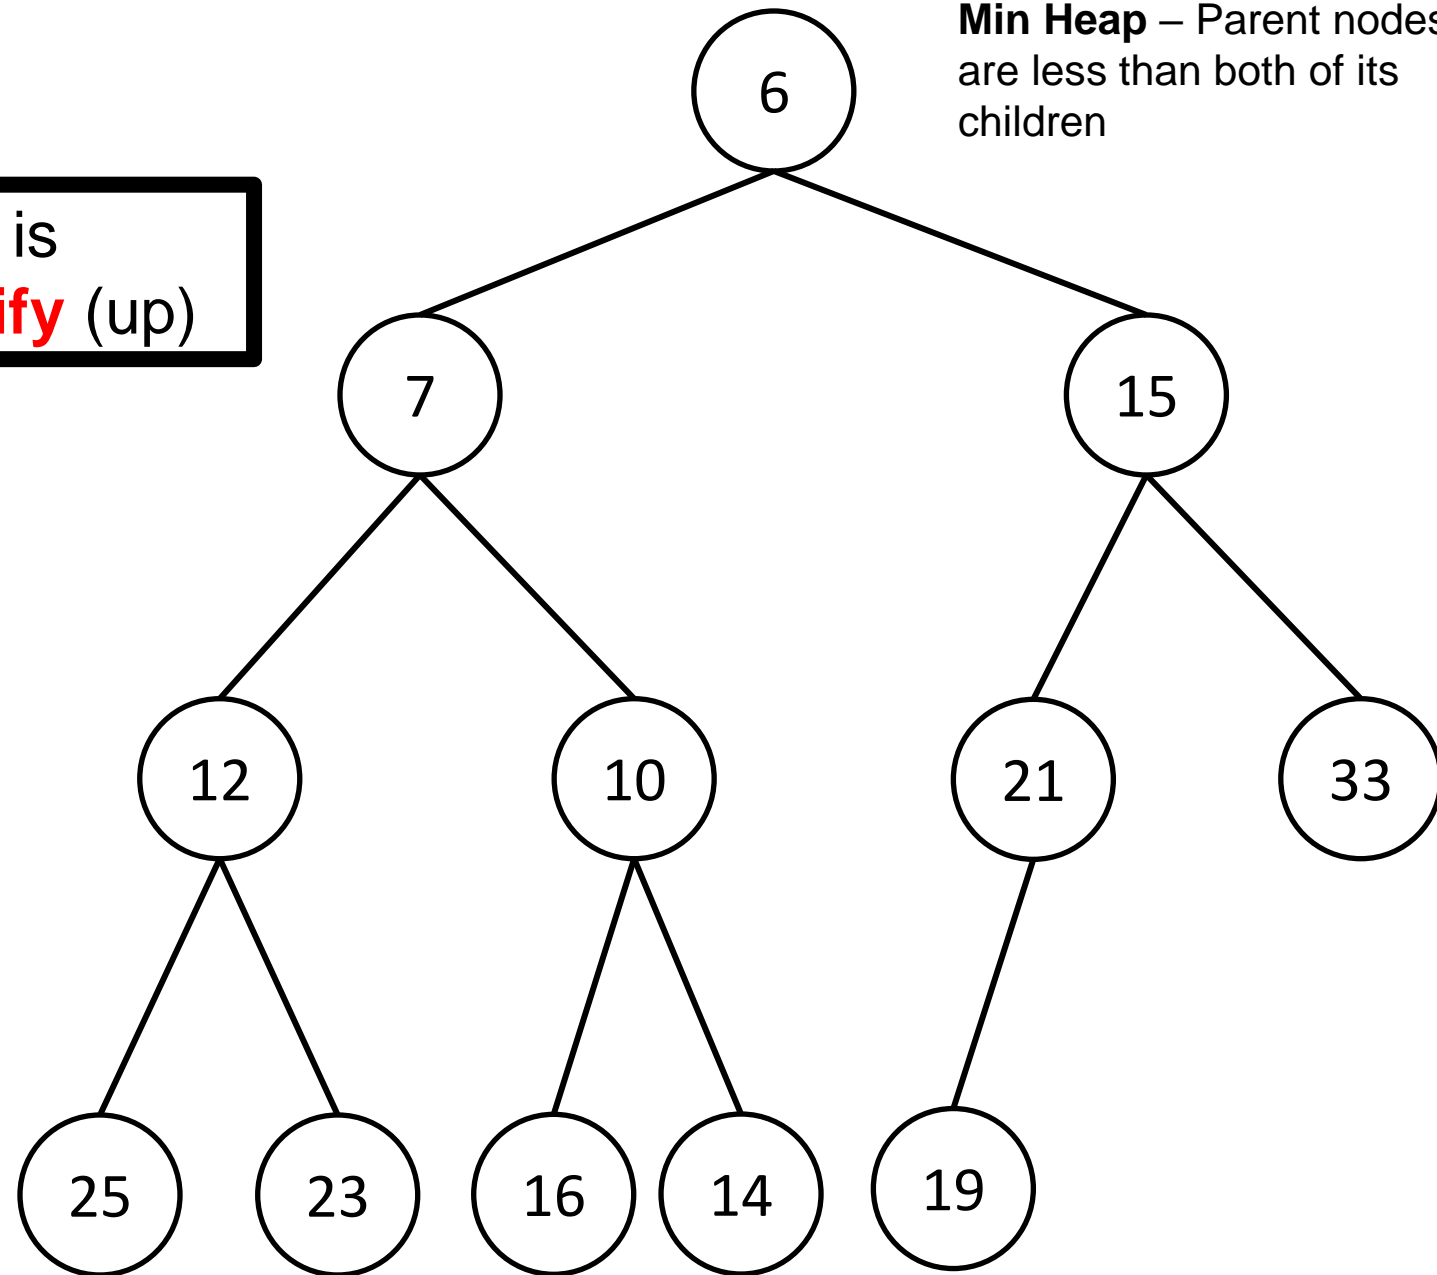 Min Heap – Parent nodes
are less than both of its
children
6
is
ify (up)
7
15
12
10
21
33
25
23
16
14
19